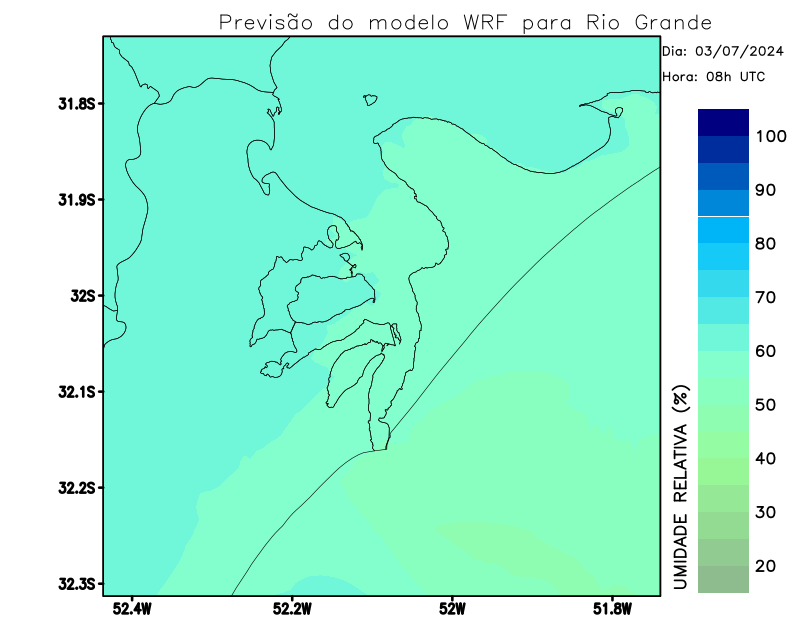 Previsão do modelo WRF para Rio Grande
Dia: 03/07/2024
Hora: 08h UTC
31.8S
31.9S
32S
32.1S
32.2S
32.3S
52.4W
52.2W
52W
51.8W
100
90
80
70
60
50
40
30
20
UMIDADE RELATIVA (%)